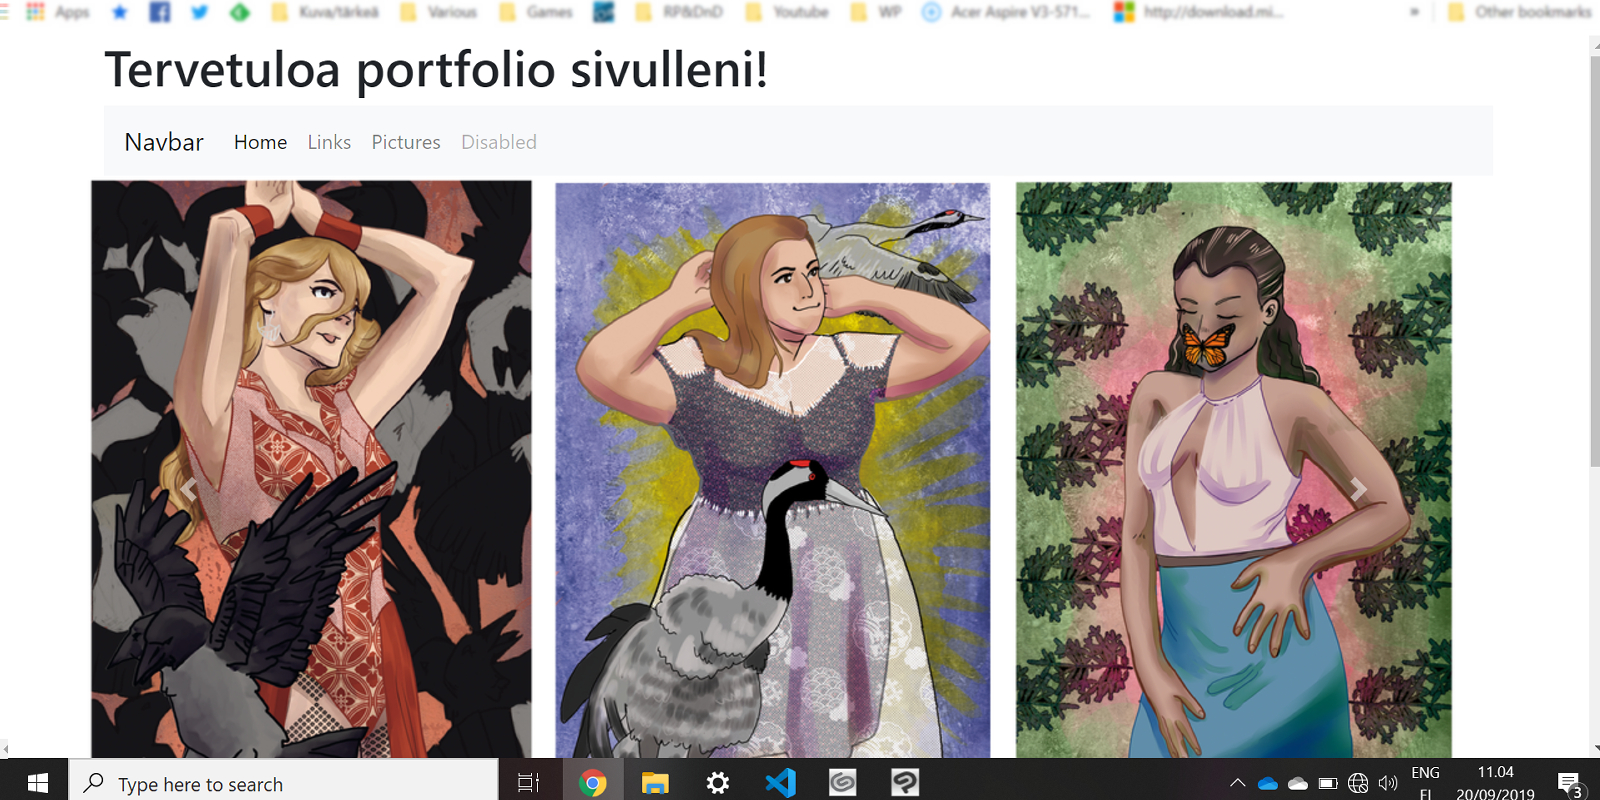 Apps Kuva/tärkeä Various Games RP&DnD Youtube WP Acer Aspire V3-571... http://download.mi... » Other bookmarks
Tervetuloa portfolio sivulleni!
Navbar Home Links Pictures Disabled
Type here to search
ENG
FI
11.04
20/09/2019
3